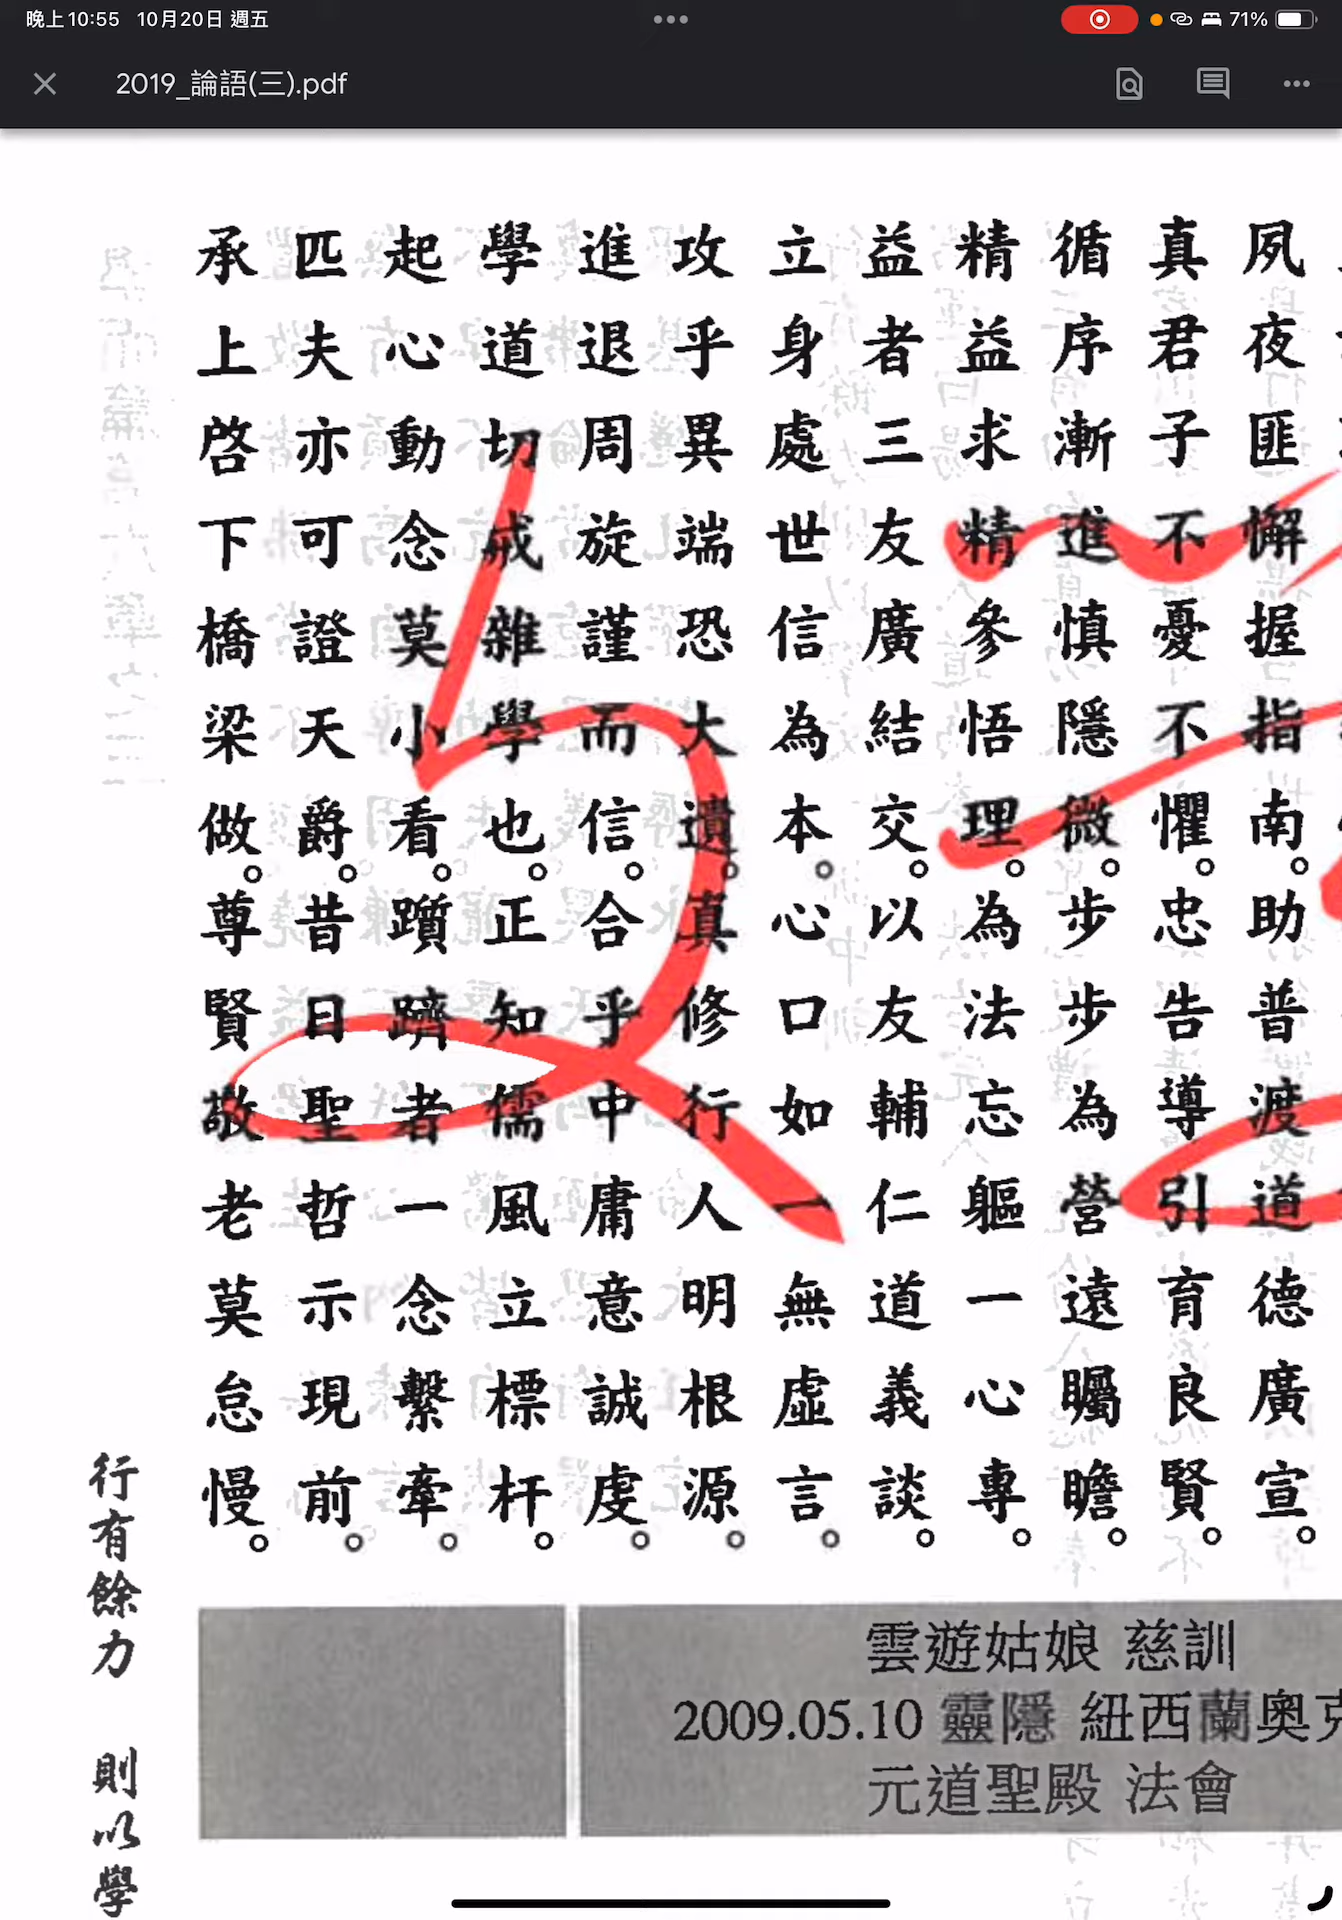 晚上10:55 10月20日 週五
71%
2019_論語(三).pdf
夙夜匪懈握指南。助普渡道德廣宣。
真君子不憂不懼。忠告導引育良賢。
循序漸進慎隱微。步步為營遠矚瞻。
精益求精參悟理。為法忘軀一心專。
益者三友廣結交。以友輔仁道義談。
立身處世信為本。心口如一無虛言。
攻乎異端恐大遺。真修行人明根源。
進退周旋謹而信。合乎中庸意誠虔。
學道切戒雜學也。正知儒風立標杆。
起心動念莫小看。躓躋者一念繫牽。
匹夫亦可證天爵。昔日聖哲示現前。
承上啓下橋梁做。尊賢敬老莫怠慢。
行有餘力 則以學
雲遊姑娘 慈訓
2009.05.10 靈隱 紐西蘭奧克
元道聖殿 法會